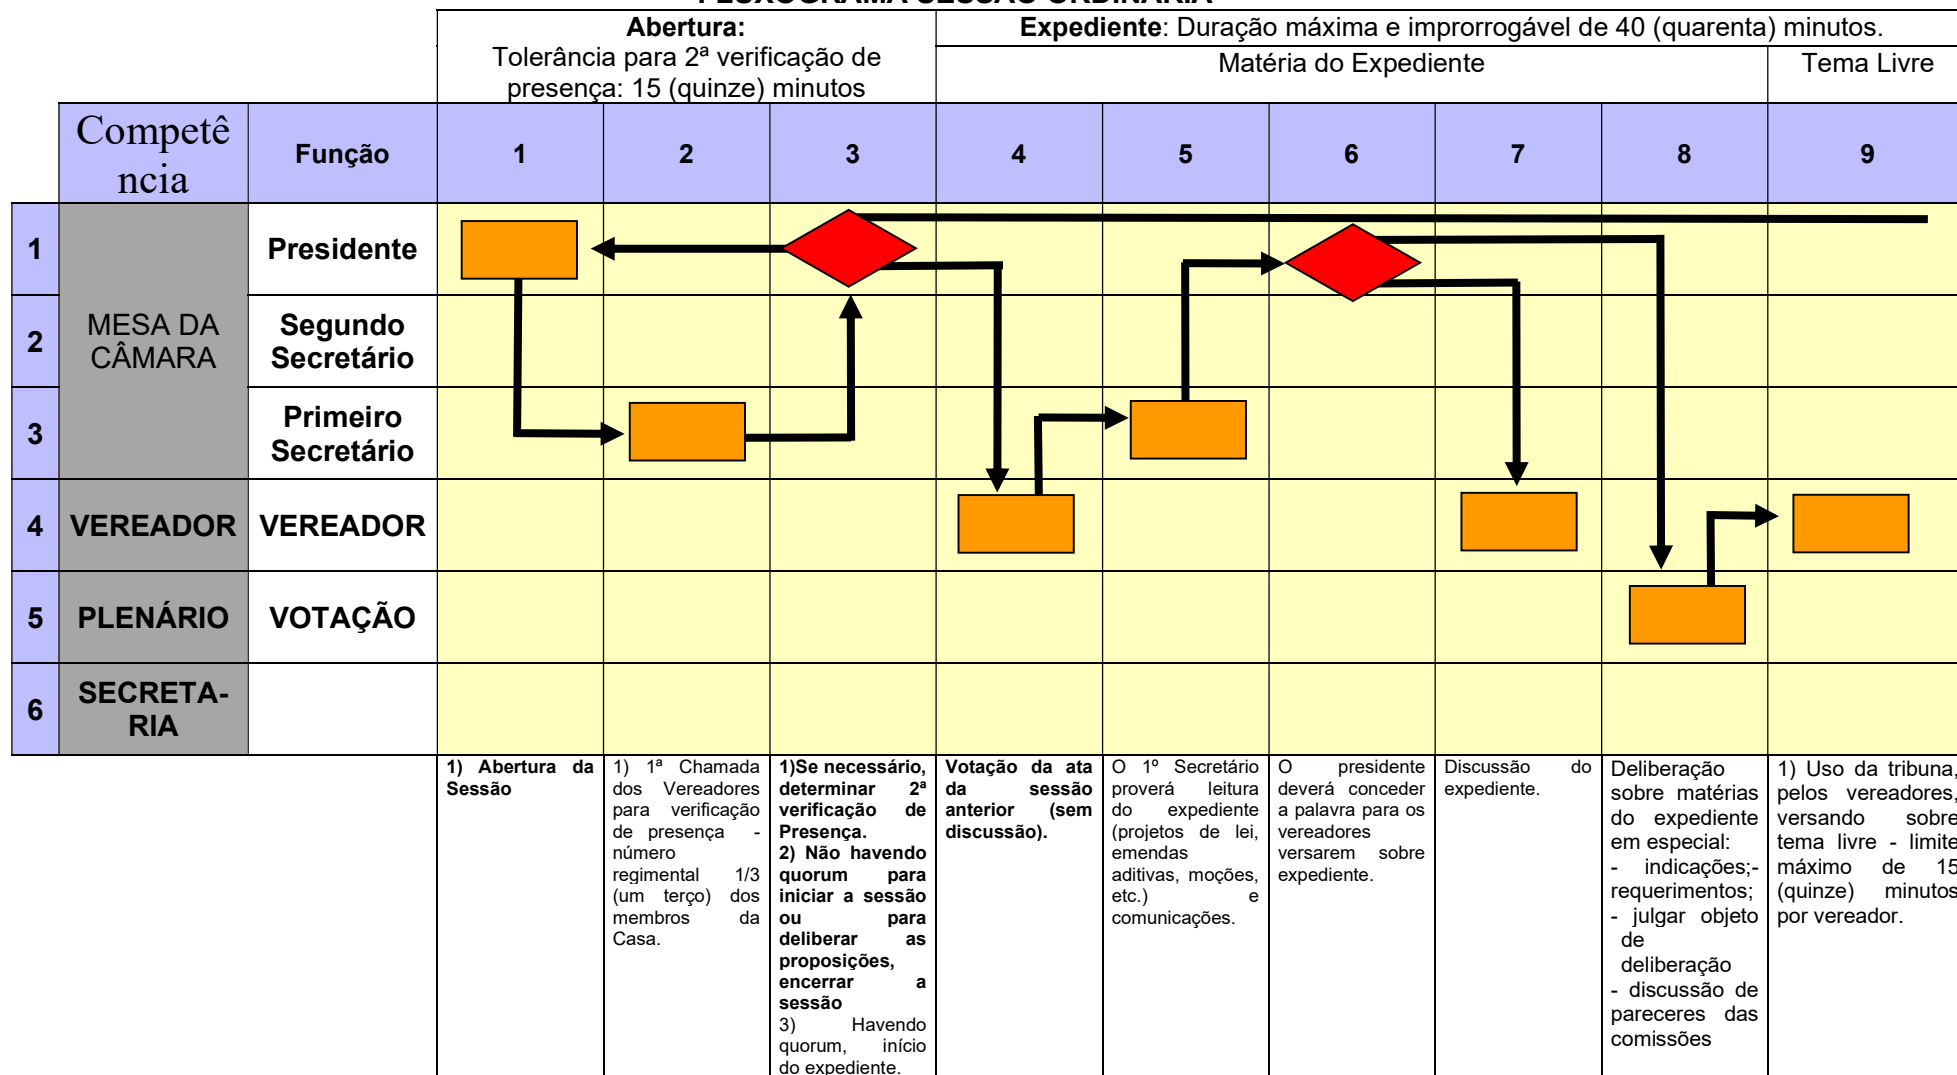 FLUXOGRAMA SESSÃO ORDINÁRIA
Abertura:
Tolerância para 2ª verificação de
presença: 15 (quinze) minutos
Expediente: Duração máxima e improrrogável de 40 (quarenta) minutos.
Matéria do Expediente
Tema Livre
Competê
ncia
Função
1
2
3
4
5
6
7
8
9
1
MESA DA
CÂMARA
Presidente
2
Segundo
Secretário
3
Primeiro
Secretário
4
VEREADOR
VEREADOR
5
PLENÁRIO
VOTAÇÃO
6
SECRETA-
RIA
1) Abertura da
Sessão
1) 1ª Chamada
dos Vereadores
para verificação
de presença -
número
regimental 1/3
(um terço) dos
membros da
Casa.
1)Se necessário,
determinar 2ª
verificação de
Presença.
2) Não havendo
quorum para
iniciar a sessão
ou para
deliberar as
proposições,
encerrar a
sessão
3) Havendo
quorum, início
do expediente.
Votação da ata
da sessão
anterior (sem
discussão).
O 1º Secretário
proverá leitura
do expediente
(projetos de lei,
emendas
aditivas, moções,
etc.) e
comunicações.
O presidente
deverá conceder
a palavra para os
vereadores
versarem sobre
expediente.
Discussão do
expediente.
Deliberação
sobre matérias
do expediente
em especial:
- indicações;-
requerimentos;
- julgar objeto
de
deliberação
- discussão de
pareceres das
comissões
1) Uso da tribuna,
pelos vereadores,
versando sobre
tema livre - limite
máximo de 15
(quinze) minutos
por vereador.